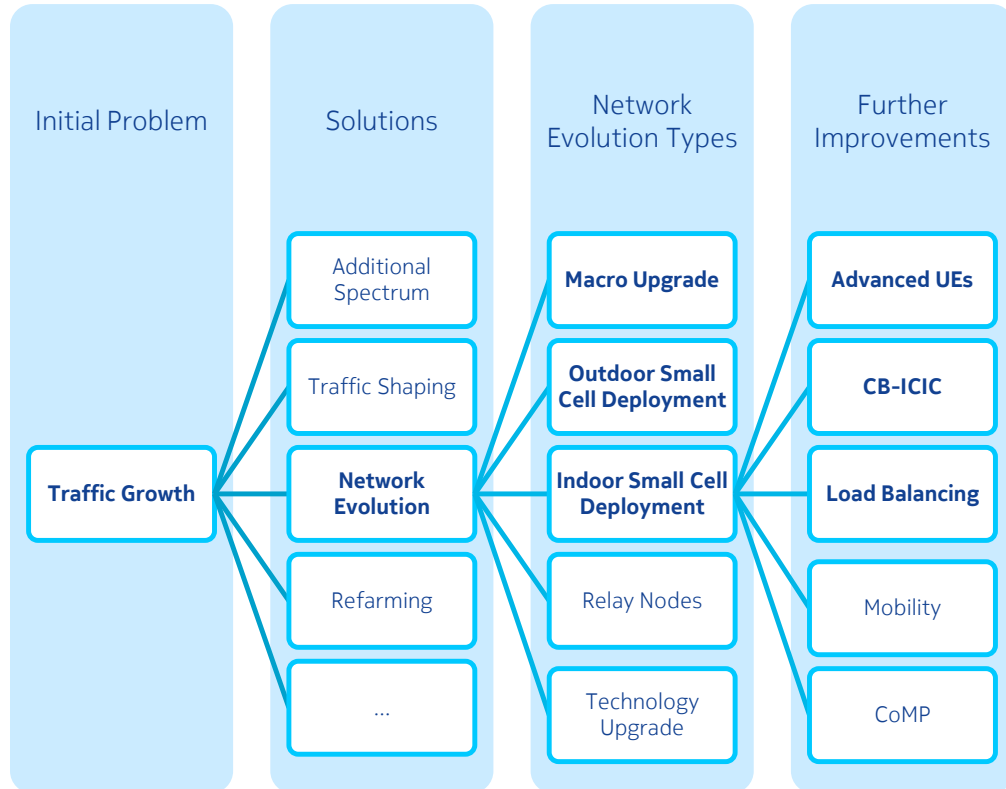 Initial Problem
Solutions
Network
Evolution Types
Further
Improvements
Traffic Growth
Additional
Spectrum
Traffic Shaping
Network
Evolution
Refarming
...
Macro Upgrade
Outdoor Small
Cell Deployment
Indoor Small Cell
Deployment
Relay Nodes
Technology
Upgrade
Advanced UEs
CB-ICIC
Load Balancing
Mobility
CoMP